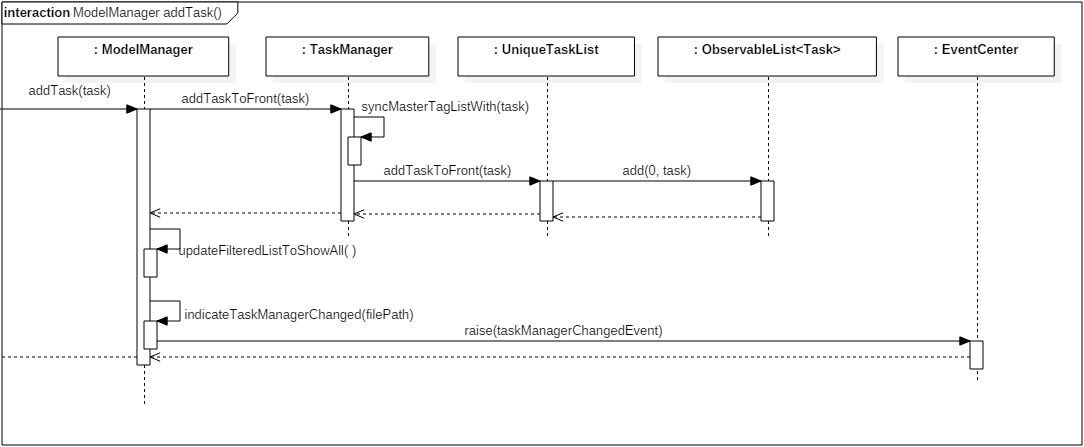 interaction ModelManager addTask()
: ModelManager
: TaskManager
: UniqueTaskList
: ObservableList<Task>
: EventCenter
addTask(task)
addTaskToFront(task)
syncMasterTagListWith(task)
addTaskToFront(task)
add(0, task)
updateFilteredListToShowAll( )
indicateTaskManagerChanged(filePath)
raise(taskManagerChangedEvent)